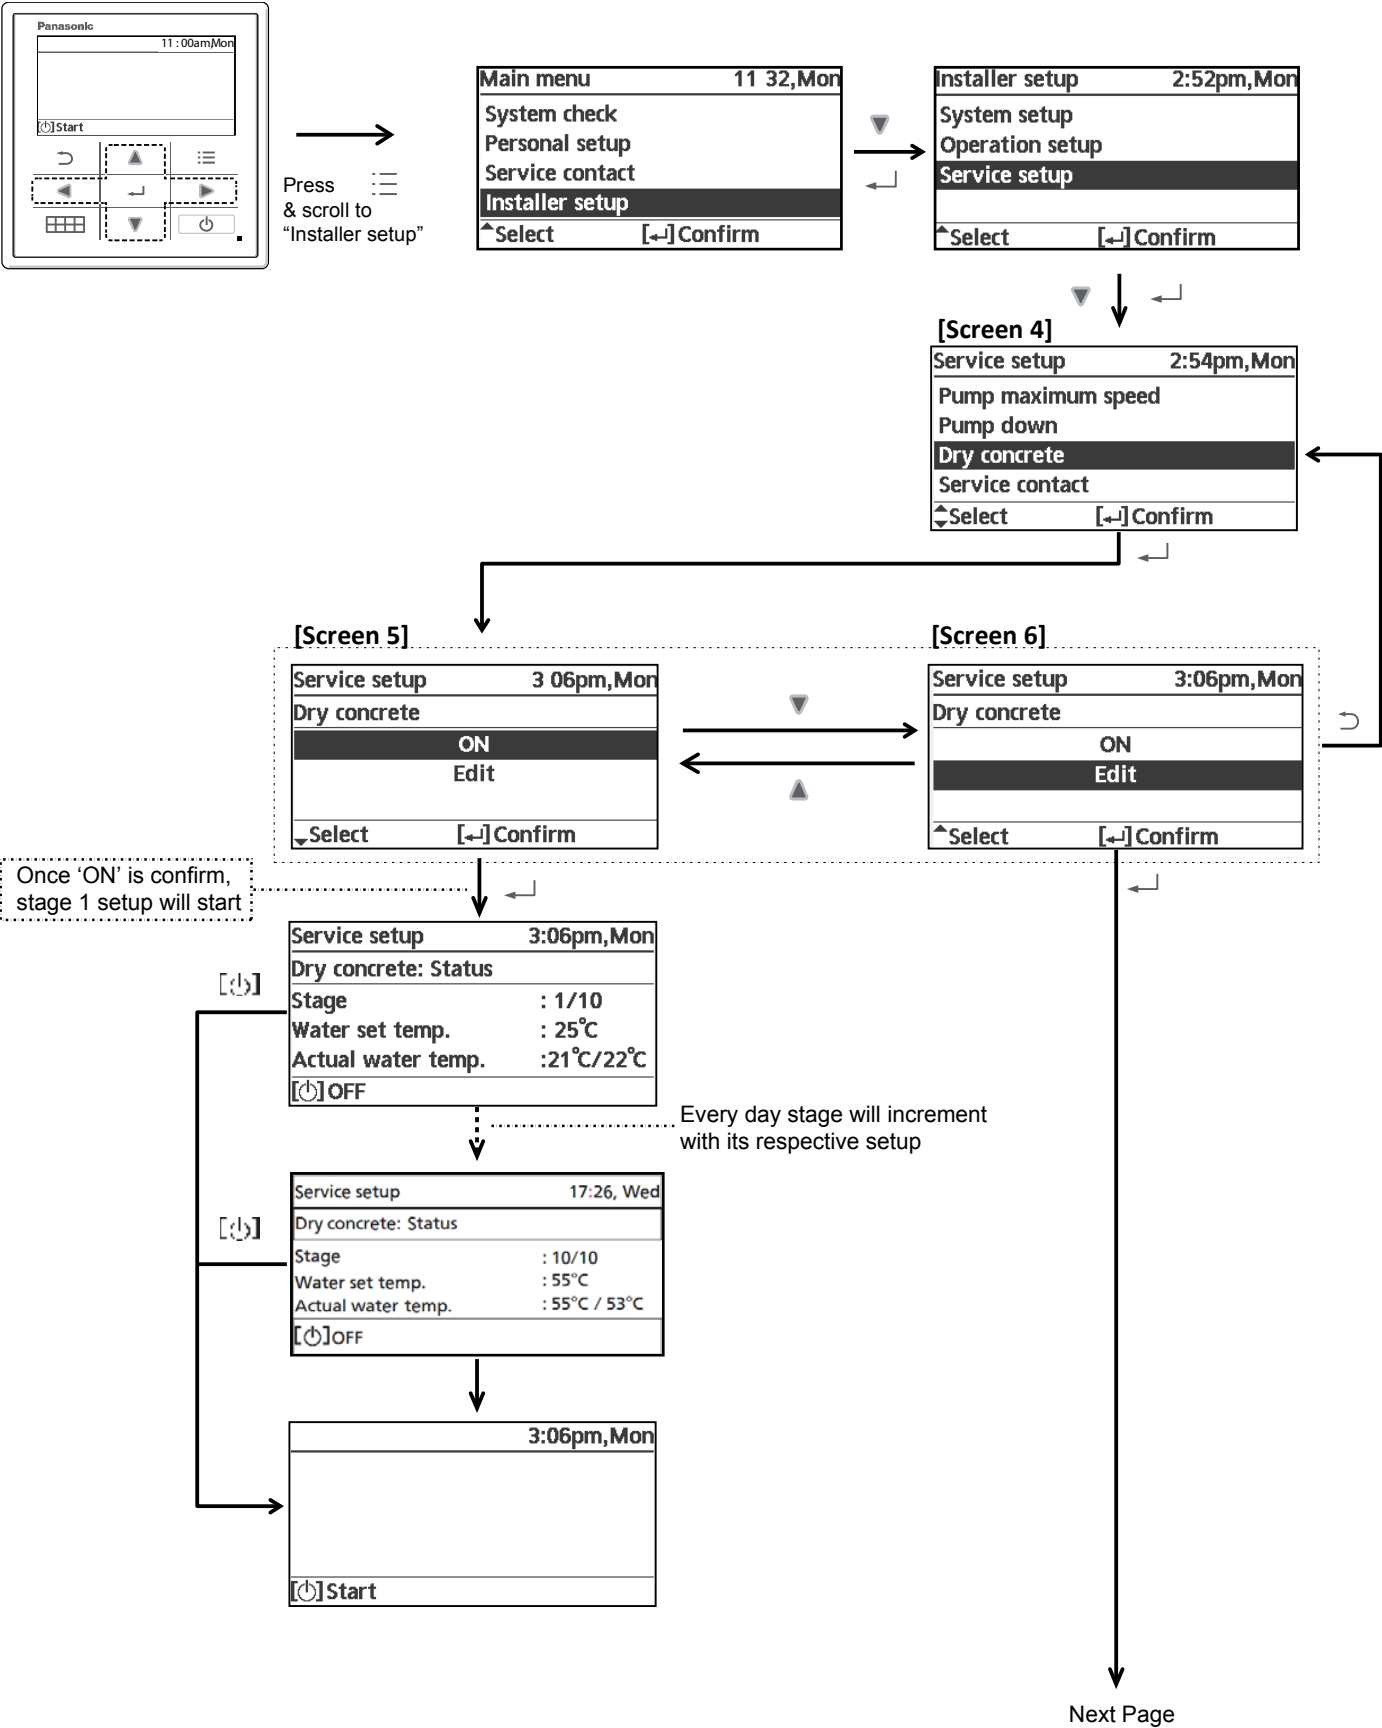 Panasonic
11 : 00am,Mon
[⏻]Start
Press
& scroll to
“Installer setup”
Main menu 11 32,Mon
System check
Personal setup
Service contact
Installer setup
Select [↵]Confirm
Installer setup 2:52pm,Mon
System setup
Operation setup
Service setup
Select [↵]Confirm
[Screen 4]
Service setup 2:54pm,Mon
Pump maximum speed
Pump down
Dry concrete
Service contact
Select [↵]Confirm
[Screen 5]
Service setup 3 06pm,Mon
Dry concrete
ON
Edit
Select [↵]Confirm
[Screen 6]
Service setup 3:06pm,Mon
Dry concrete
ON
Edit
Select [↵]Confirm
Once ‘ON’ is confirm,
stage 1 setup will start
Service setup 3:06pm,Mon
Dry concrete: Status
Stage : 1/10
Water set temp. : 25°C
Actual water temp. :21°C/22°C
[⏻]OFF
[⏻]
Every day stage will increment
with its respective setup
Service setup 17:26, Wed
Dry concrete: Status
Stage : 10/10
Water set temp. : 55°C
Actual water temp. : 55°C / 53°C
[⏻]OFF
[⏻]
3:06pm,Mon
[⏻]Start
Next Page